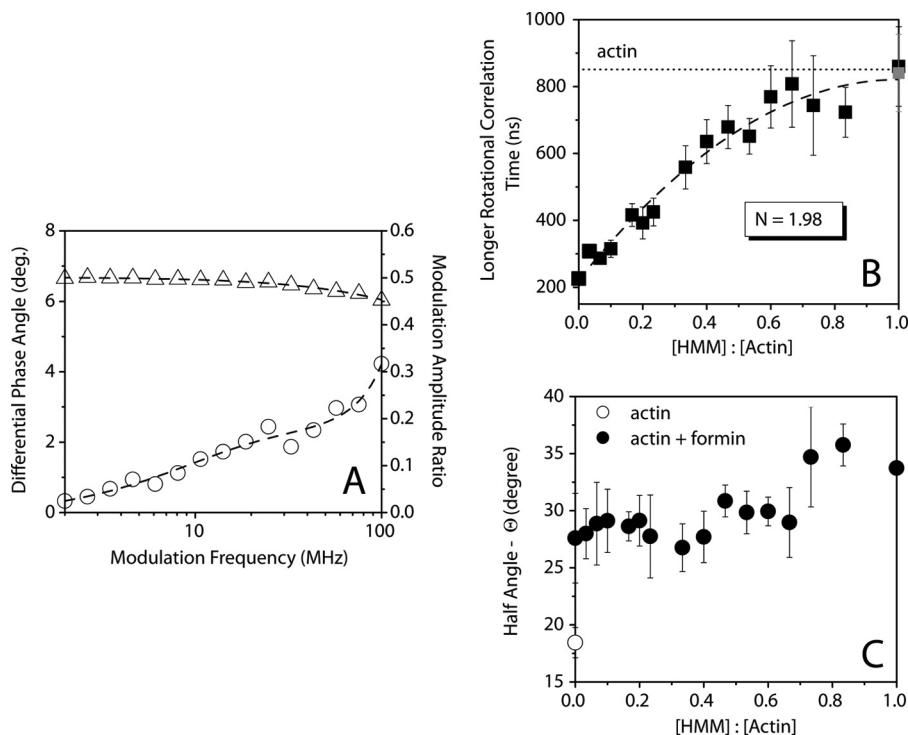 8
6
4
2
0
Differential Phase Angle (deg.)
0.6
0.5
0.4
0.3
0.2
0.1
0.0
Modulation Amplitude Ratio
A
10
100
Modulation Frequency (MHz)
1000
800
600
400
200
Longer Rotational Correlation
Time (ns)
actin
N = 1.98
B
0.0
0.2
0.4
0.6
0.8
1.0
[HMM] : [Actin]
40
35
30
25
20
15
Half Angle - Θ (degree)
actin
actin + formin
C
0.0
0.2
0.4
0.6
0.8
1.0
[HMM] : [Actin]